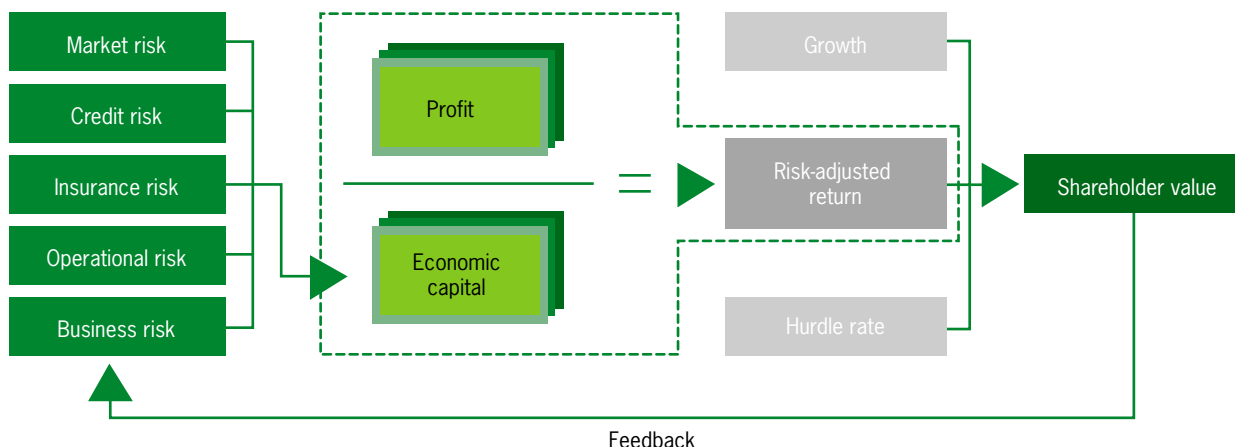 Market risk
Credit risk
Insurance risk
Operational risk
Business risk
Profit
Economic
capital
=
Growth
Risk-adjusted
return
Hurdle rate
Shareholder value
Feedback